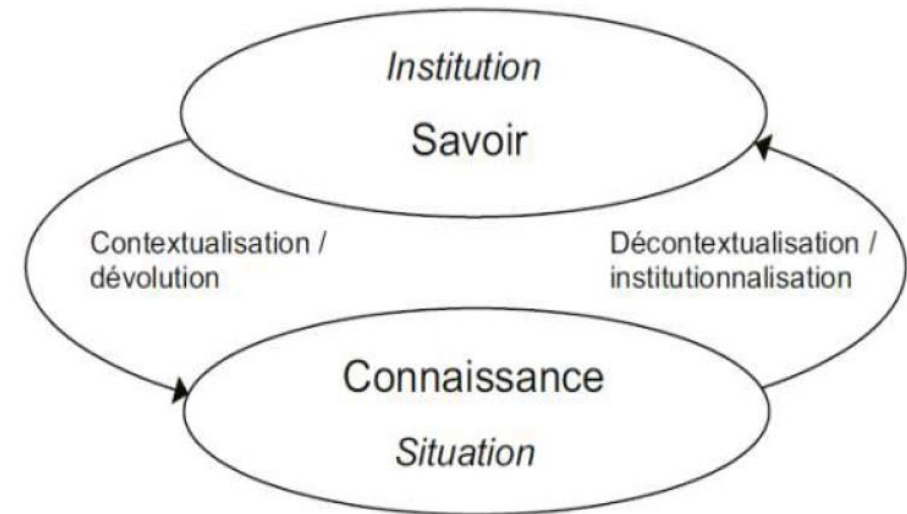 Institution
Savoir
Contextualisation /
dévolution
Décontextualisation /
institutionnalisation
Connaissance
Situation